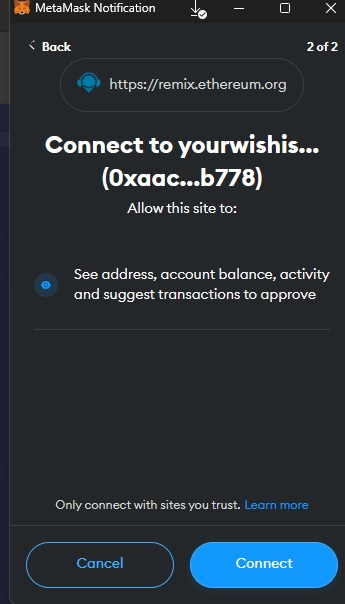 MetaMask Notification
Back
2 of 2
https://remix.ethereum.org
Connect to yourwishis...
(0xaac...b778)
Allow this site to:
See address, account balance, activity
and suggest transactions to approve
Only connect with sites you trust. Learn more
Cancel
Connect